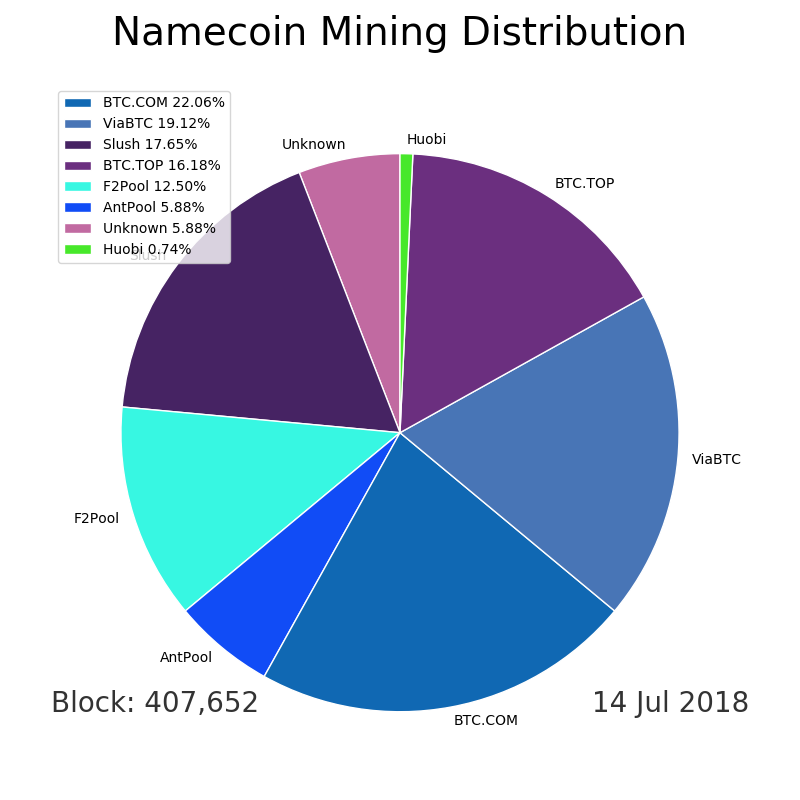 Namecoin Mining Distribution
BTC.COM 22.06%
ViaBTC 19.12%
Slush 17.65%
BTC.TOP 16.18%
F2Pool 12.50%
AntPool 5.88%
Unknown 5.88%
Huobi 0.74%
Unknown
Huobi
BTC.TOP
Slush
ViaBTC
F2Pool
AntPool
BTC.COM
Block: 407,652
14 Jul 2018